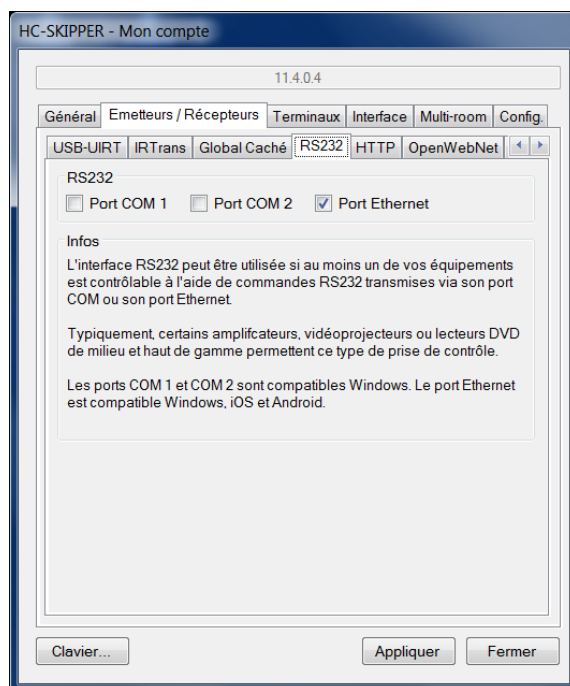 HC-SKIPPER - Mon compte
11.4.0.4
Général Emetteurs / Récepteurs Terminaux Interface Multi-room Config.
USB-UIRT IRTrans Global Caché RS232 HTTP OpenWebNet
RS232
Port COM 1 Port COM 2 Port Ethernet
Infos
L'interface RS232 peut être utilisée si au moins un de vos équipements
est contrôlable à l'aide de commandes RS232 transmises via son port
COM ou son port Ethernet.
Typiquement, certains amplifcateurs, vidéoprojecteurs ou lecteurs DVD
de milieu et haut de gamme permettent ce type de prise de contrôle.
Les ports COM 1 et COM 2 sont compatibles Windows. Le port Ethernet
est compatible Windows, iOS et Android.
Clavier... Appliquer Fermer